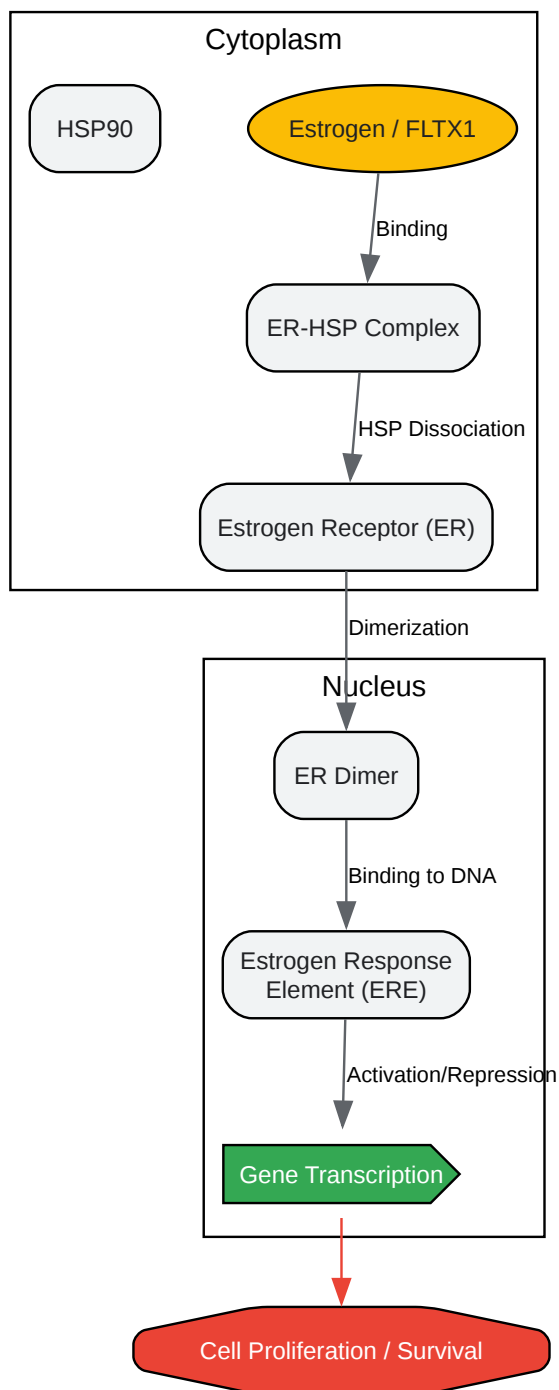 Cytoplasm
HSP90
Estrogen / FLTX1
Binding
ER-HSP Complex
HSP Dissociation
Estrogen Receptor (ER)
Dimerization
Nucleus
ER Dimer
Binding to DNA
Estrogen Response
Element (ERE)
Activation/Repression
Gene Transcription
Cell Proliferation / Survival